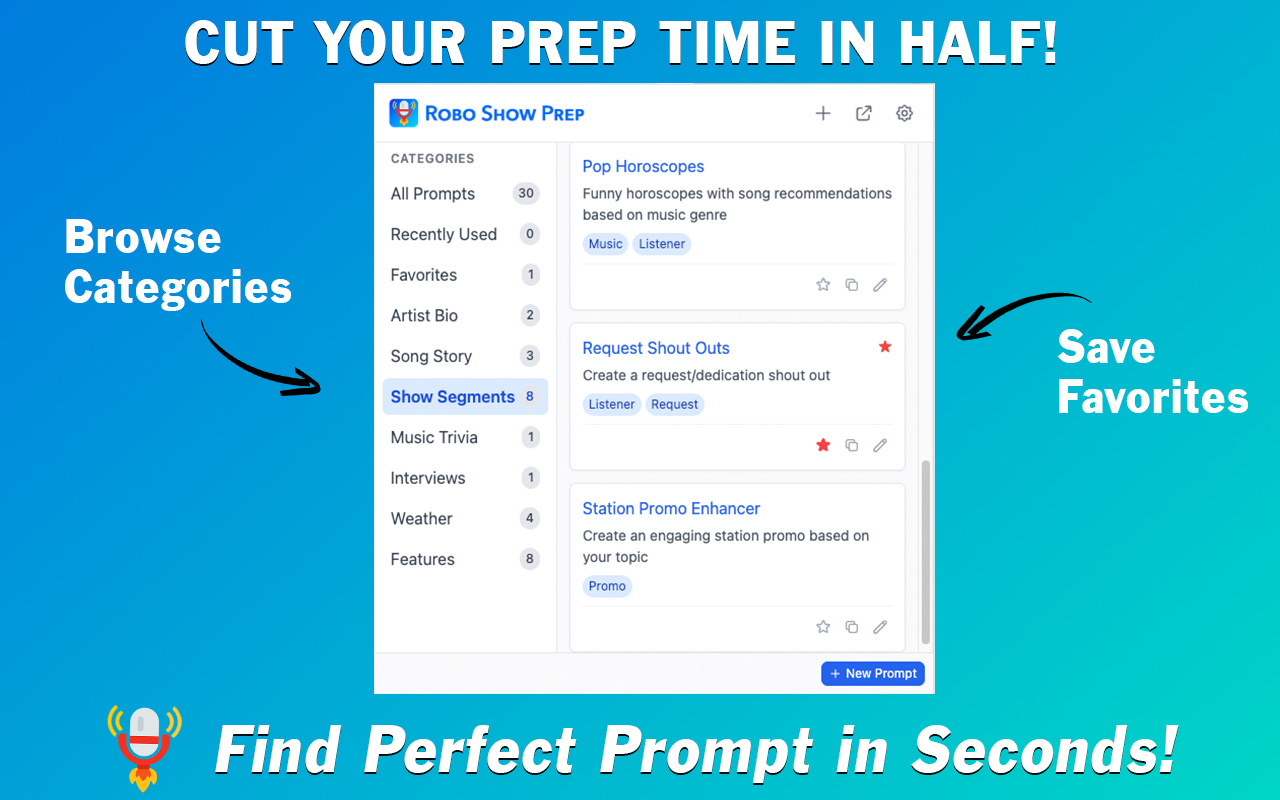 CUT YOUR PREP TIME IN HALF!
ROBO SHOW PREP
CATEGORIES
All Prompts 30
Recently Used 0
Favorites 1
Artist Bio 2
Song Story 3
Show Segments 8
Music Trivia 1
Interviews 1
Weather 4
Features 8
Pop Horoscopes
Funny horoscopes with song recommendations
based on music genre
Music Listener
Request Shout Outs
Create a request/dedication shout out
Listener Request
Station Promo Enhancer
Create an engaging station promo based on
your topic
Promo
+ New Prompt
Browse
Categories
Save
Favorites
Find Perfect Prompt in Seconds!